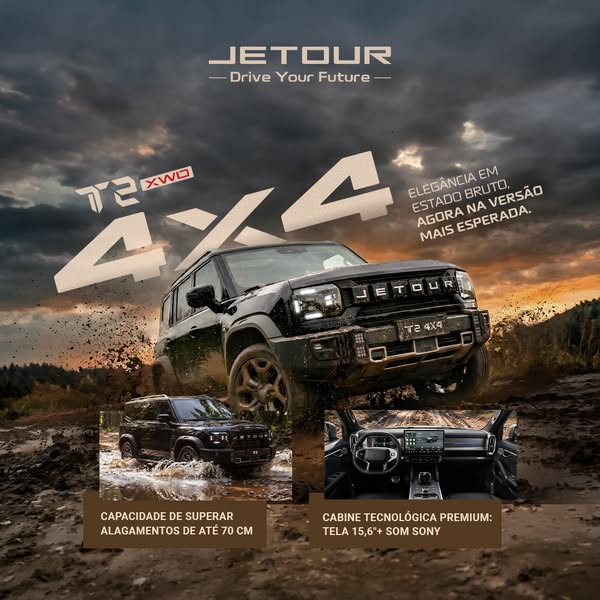 JETOUR
Drive Your Future
T2 XWD
4X4
ELEGÂNCIA EM
ESTADO BRUTO,
AGORA NA VERSÃO
MAIS ESPERADA.
JETOUR
T2 4X4
CAPACIDADE DE SUPERAR
ALAGAMENTOS DE ATÉ 70 CM
CABINE TECNOLÓGICA PREMIUM:
TELA 15,6"+ SOM SONY